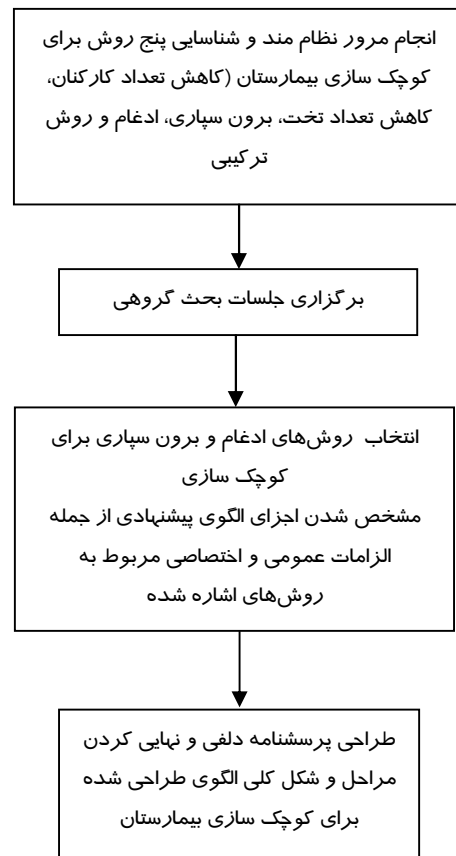 انجام مرور نظام مند و شناسایی پنج روش برای
کوچک سازی بیمارستان (کاهش تعداد کارکنان،
کاهش تعداد تخت، برون سپاری، ادغام و روش
ترکیبی
برگزاری جلسات بحث گروهی
انتخاب روش‌های ادغام و برون سپاری برای
کوچک سازی
مشخص شدن اجزای الگوی پیشنهادی از جمله
الزامات عمومی و اختصاصی مربوط به
روش‌های اشاره شده
طراحی پرسشنامه دلفی و نهایی کردن
مراحل و شکل کلی الگوی طراحی شده
برای کوچک سازی بیمارستان